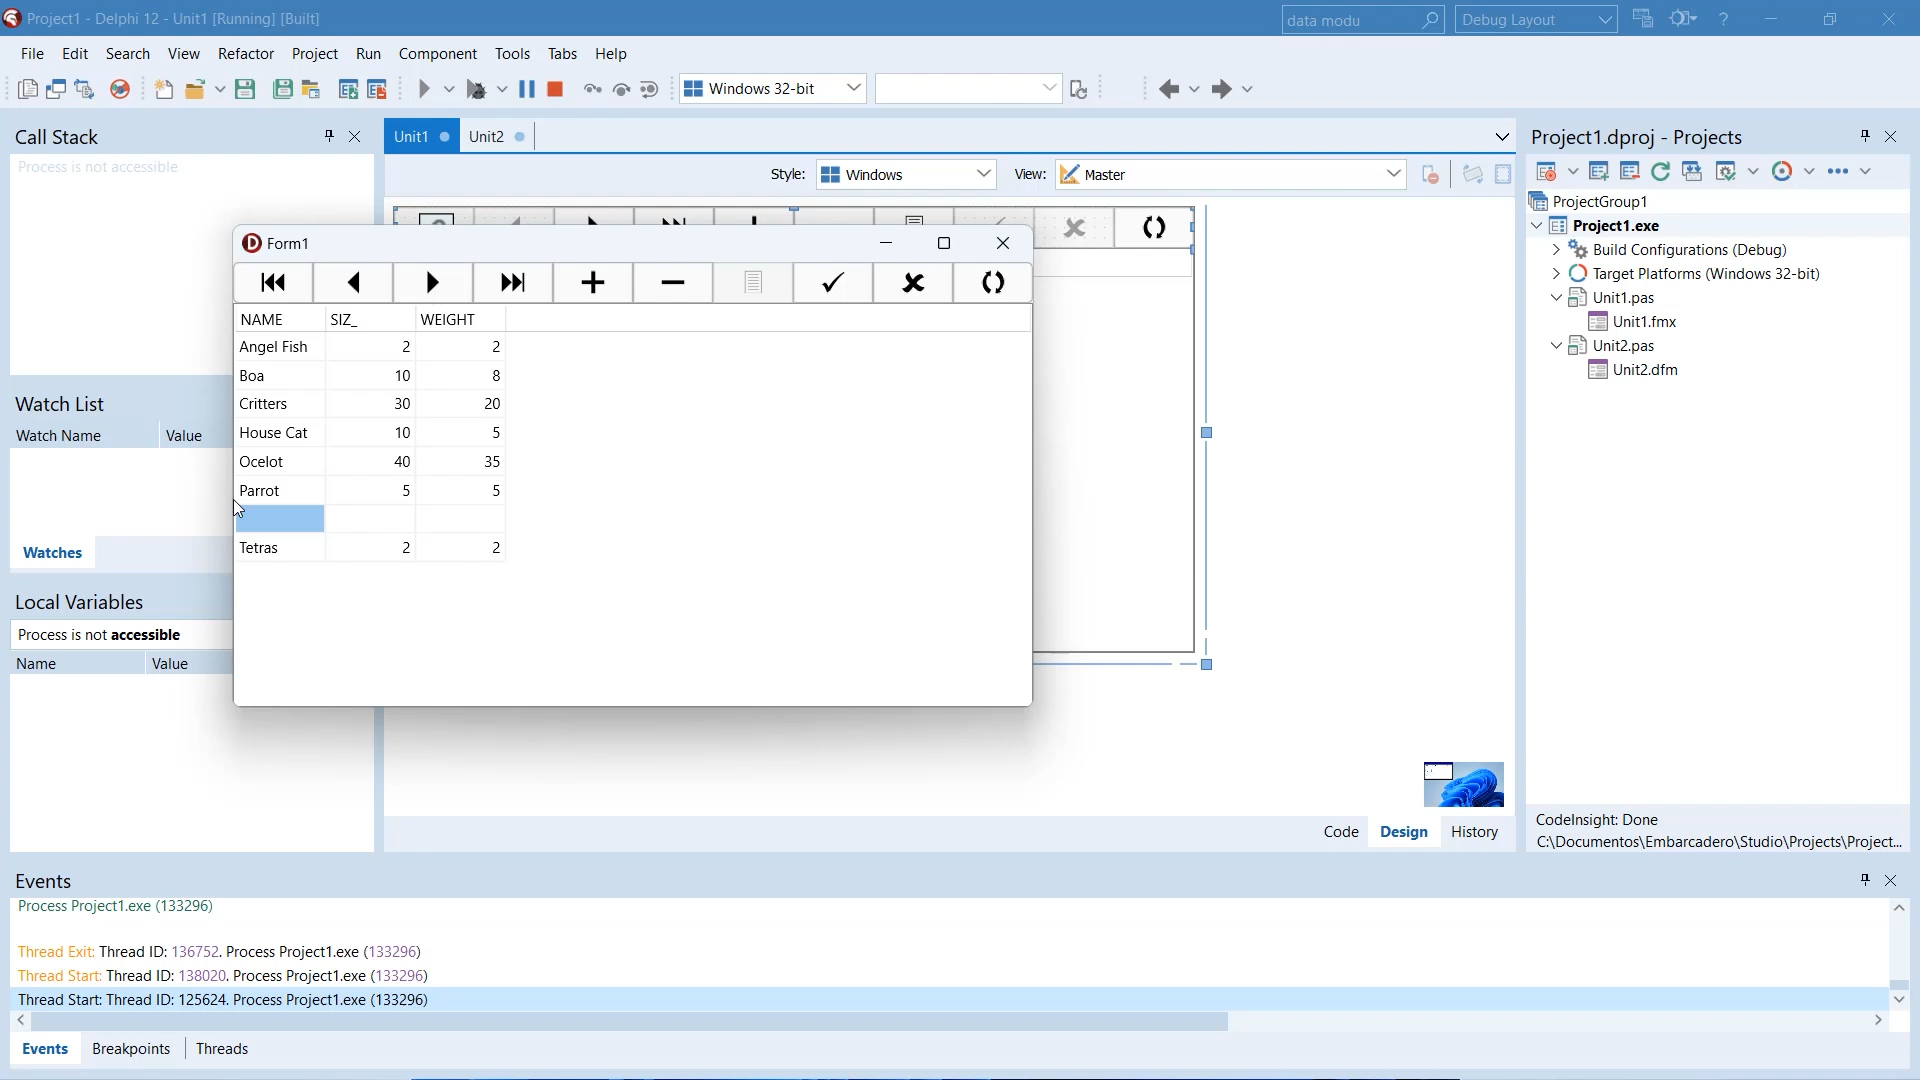 Project1 - Delphi 12 - Unit1 [Running] [Built]
data modu
Debug Layout
?
File Edit Search View Refactor Project Run Component Tools Tabs Help
Windows 32-bit
Call Stack
Process is not accessible
Unit1
Unit2
Style: Windows
View: Master
Form1
NAME SIZ_ WEIGHT
Angel Fish 2 2
Boa 10 8
Critters 30 20
House Cat 10 5
Ocelot 40 35
Parrot 5 5
Tetras 2 2
Watch List
Watch Name Value
Watches
Local Variables
Process is not accessible
Name Value
Project1.dproj - Projects
ProjectGroup1
Project1.exe
Build Configurations (Debug)
Target Platforms (Windows 32-bit)
Unit1.pas
Unit1.fmx
Unit2.pas
Unit2.dfm
Code Design History
CodeInsight: Done
C:\Documentos\Embarcadero\Studio\Projects\Project...
Events
Process Project1.exe (133296)
Thread Exit: Thread ID: 136752. Process Project1.exe (133296)
Thread Start: Thread ID: 138020. Process Project1.exe (133296)
Thread Start: Thread ID: 125624. Process Project1.exe (133296)
Events Breakpoints Threads